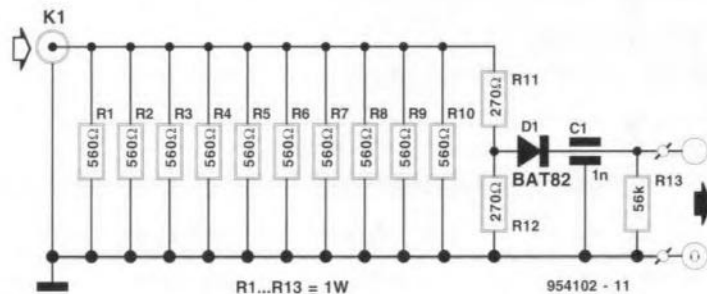 K1
R1
R2
R3
R4
R5
R6
R7
R8
R9
R10
R11
560Ω
560Ω
560Ω
560Ω
560Ω
560Ω
560Ω
560Ω
560Ω
560Ω
270Ω
D1
BAT82
C1
1n
270Ω
R12
56k
R13
R1...R13 = 1W
954102 - 11